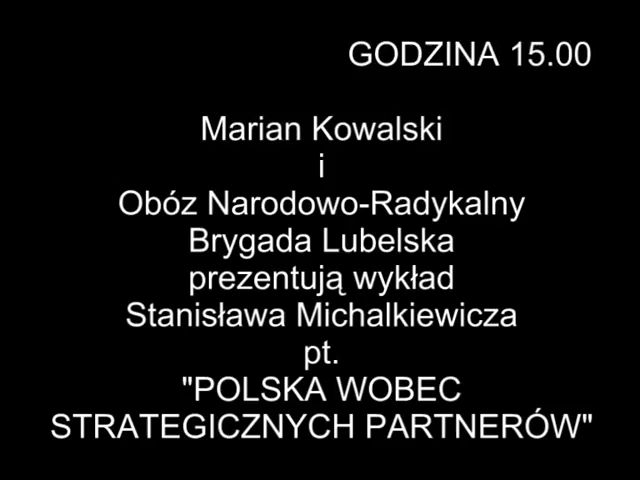 GODZINA 15.00
Marian Kowalski
i
Obóz Narodowo-Radykalny
Brygada Lubelska
prezentują wykład
Stanisława Michalkiewicza
pt.
"POLSKA WOBEC
STRATEGICZNYCH PARTNERÓW"